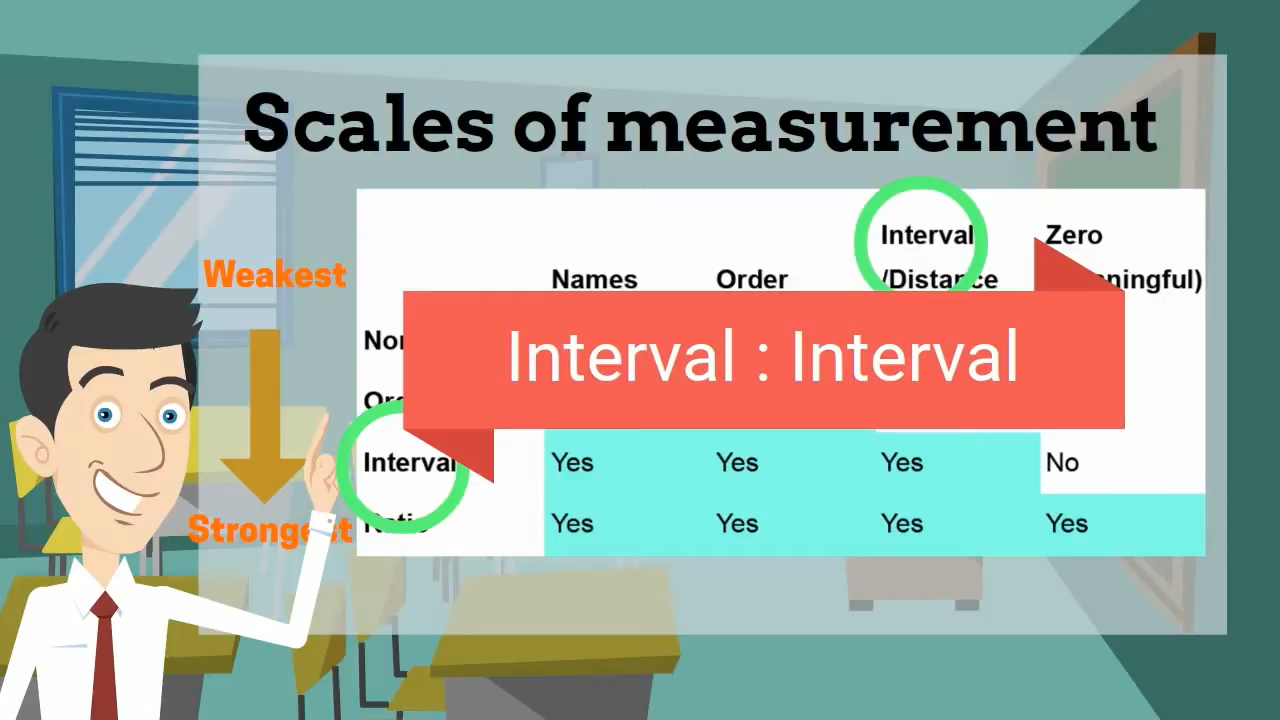 Scales of measurement
Weakest
Strongest
Interval Zero
Names Order /Distance
Interval : Interval
Interval Yes Yes Yes No
Ratio Yes Yes Yes Yes